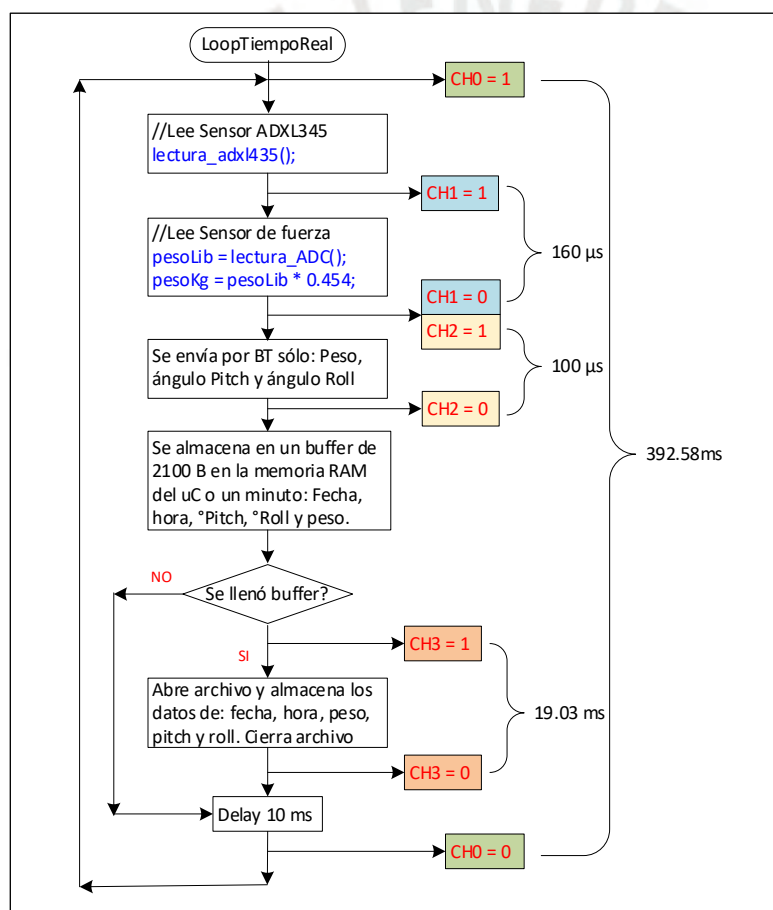 LoopTiempoReal
CH0 = 1
//Lee Sensor ADXL345
lectura_adxl435();
CH1 = 1
//Lee Sensor de fuerza
pesoLib = lectura_ADC();
pesoKg = pesoLib * 0.454;
160 µs
CH1 = 0
CH2 = 1
Se envía por BT sólo: Peso,
ángulo Pitch y ángulo Roll
100 µs
CH2 = 0
Se almacena en un buffer de
2100 B en la memoria RAM
del uC o un minuto: Fecha,
hora, °Pitch, °Roll y peso.
392.58ms
NO
Se llenó buffer?
SI
CH3 = 1
Abre archivo y almacena los
datos de: fecha, hora, peso,
pitch y roll. Cierra archivo
19.03 ms
CH3 = 0
Delay 10 ms
CH0 = 0